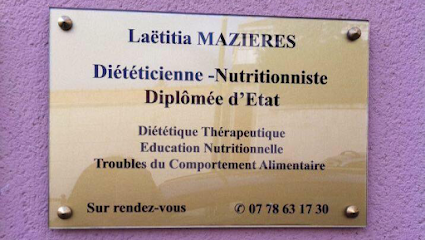 Laëtitia MAZIERES
Diététicienne -Nutritionniste
Diplômée d'Etat
Diététique Thérapeutique
Education Nutritionnelle
Troubles du Comportement Alimentaire
Sur rendez-vous ✆ 07 78 63 17 30